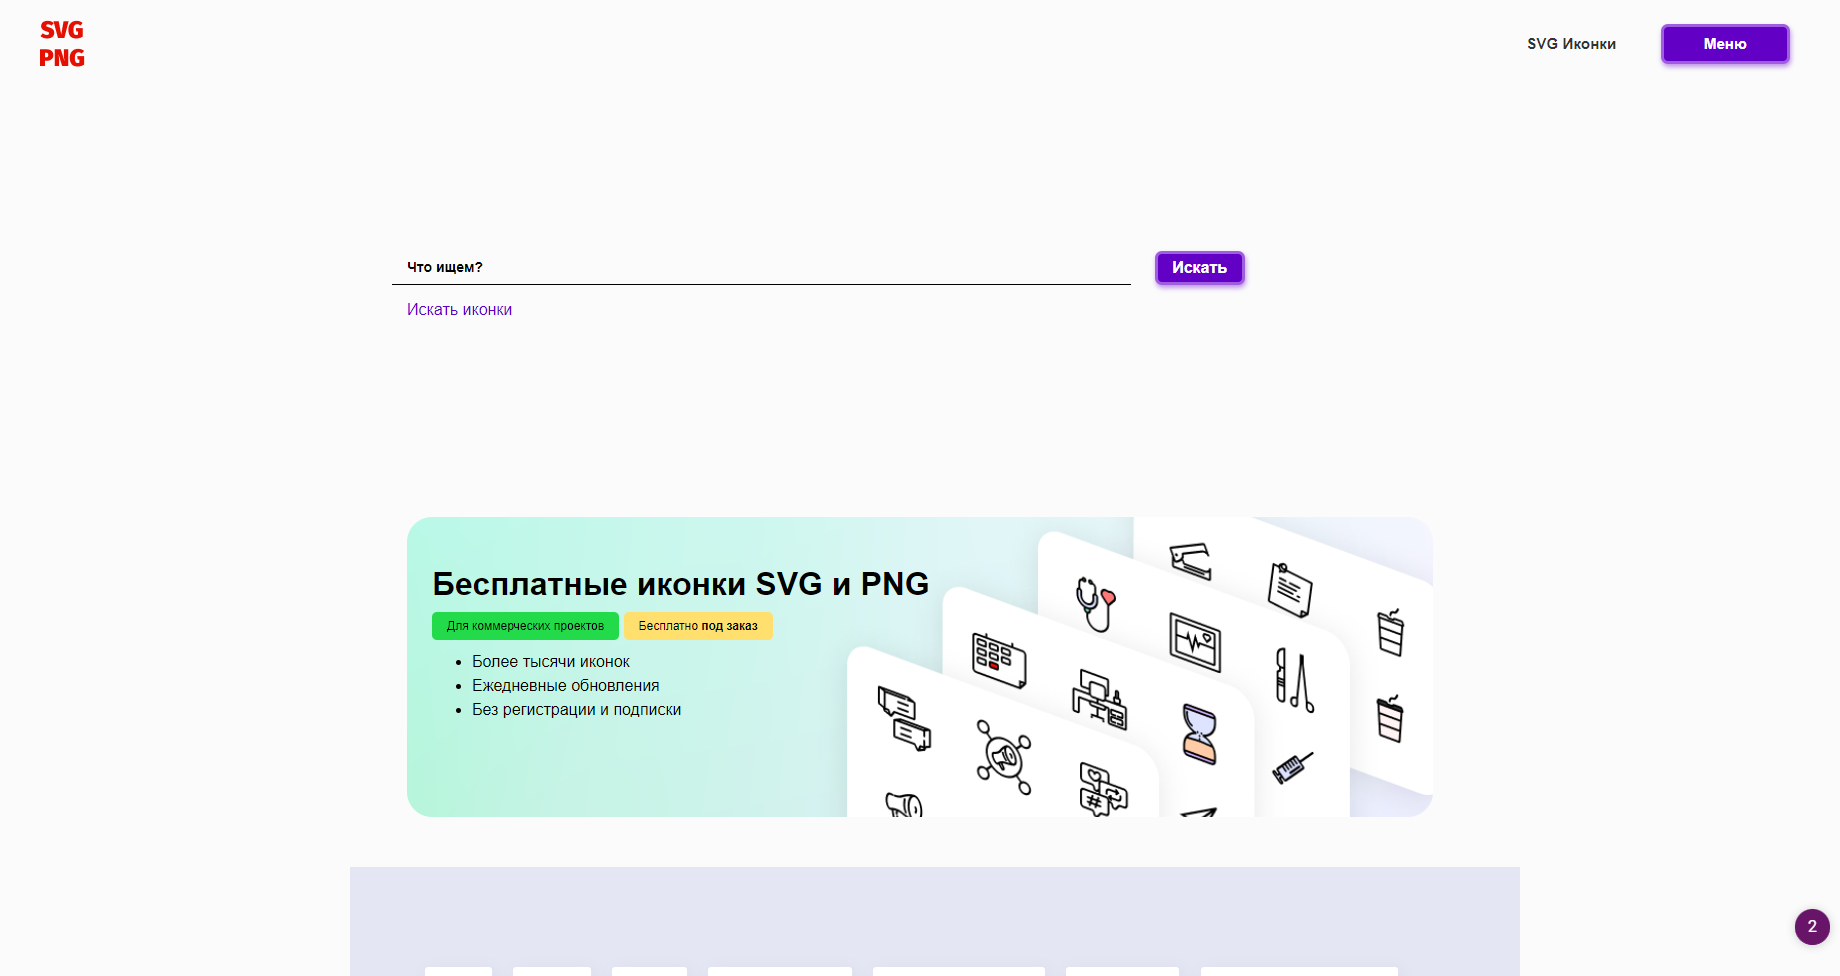 SVG
PNG
SVG Иконки
Меню
Что ищем?
Искать
Искать иконки
Бесплатные иконки SVG и PNG
Для коммерческих проектов
Бесплатно под заказ
Более тысячи иконок
Ежедневные обновления
Без регистрации и подписки
#
2